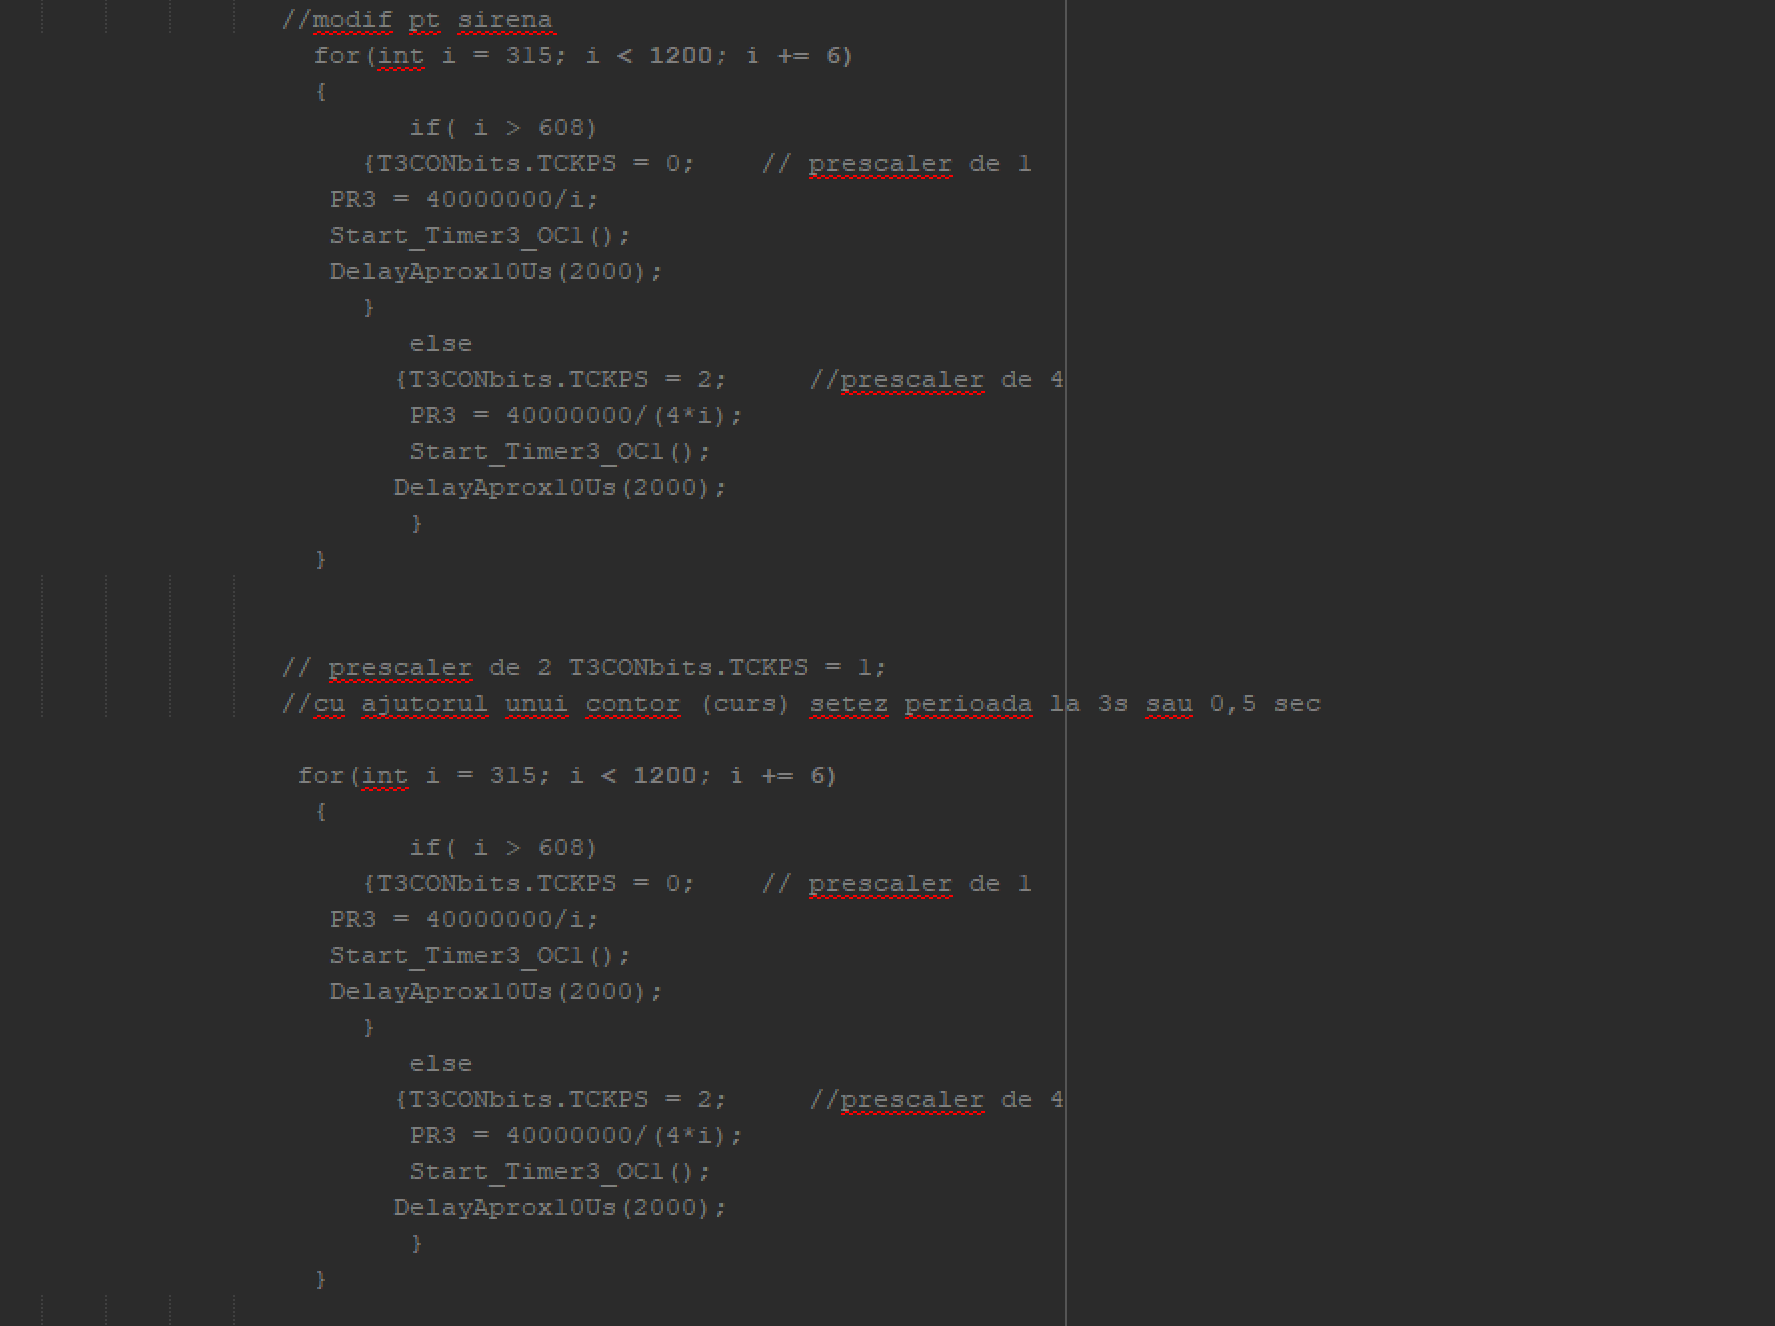 //modif pt sirena
for(int i = 315; i < 1200; i += 6)
{
if( i > 608)
{T3CONbits.TCKPS = 0; // prescaler de 1
PR3 = 40000000/i;
Start_Timer3_OC1();
DelayAprox10Us(2000);
}
else
{T3CONbits.TCKPS = 2; //prescaler de 4
PR3 = 40000000/(4*i);
Start_Timer3_OC1();
DelayAprox10Us(2000);
}
}
// prescaler de 2 T3CONbits.TCKPS = 1;
//cu ajutorul unui contor (curs) setez perioada la 3s sau 0,5 sec
for(int i = 315; i < 1200; i += 6)
{
if( i > 608)
{T3CONbits.TCKPS = 0; // prescaler de 1
PR3 = 40000000/i;
Start_Timer3_OC1();
DelayAprox10Us(2000);
}
else
{T3CONbits.TCKPS = 2; //prescaler de 4
PR3 = 40000000/(4*i);
Start_Timer3_OC1();
DelayAprox10Us(2000);
}
}